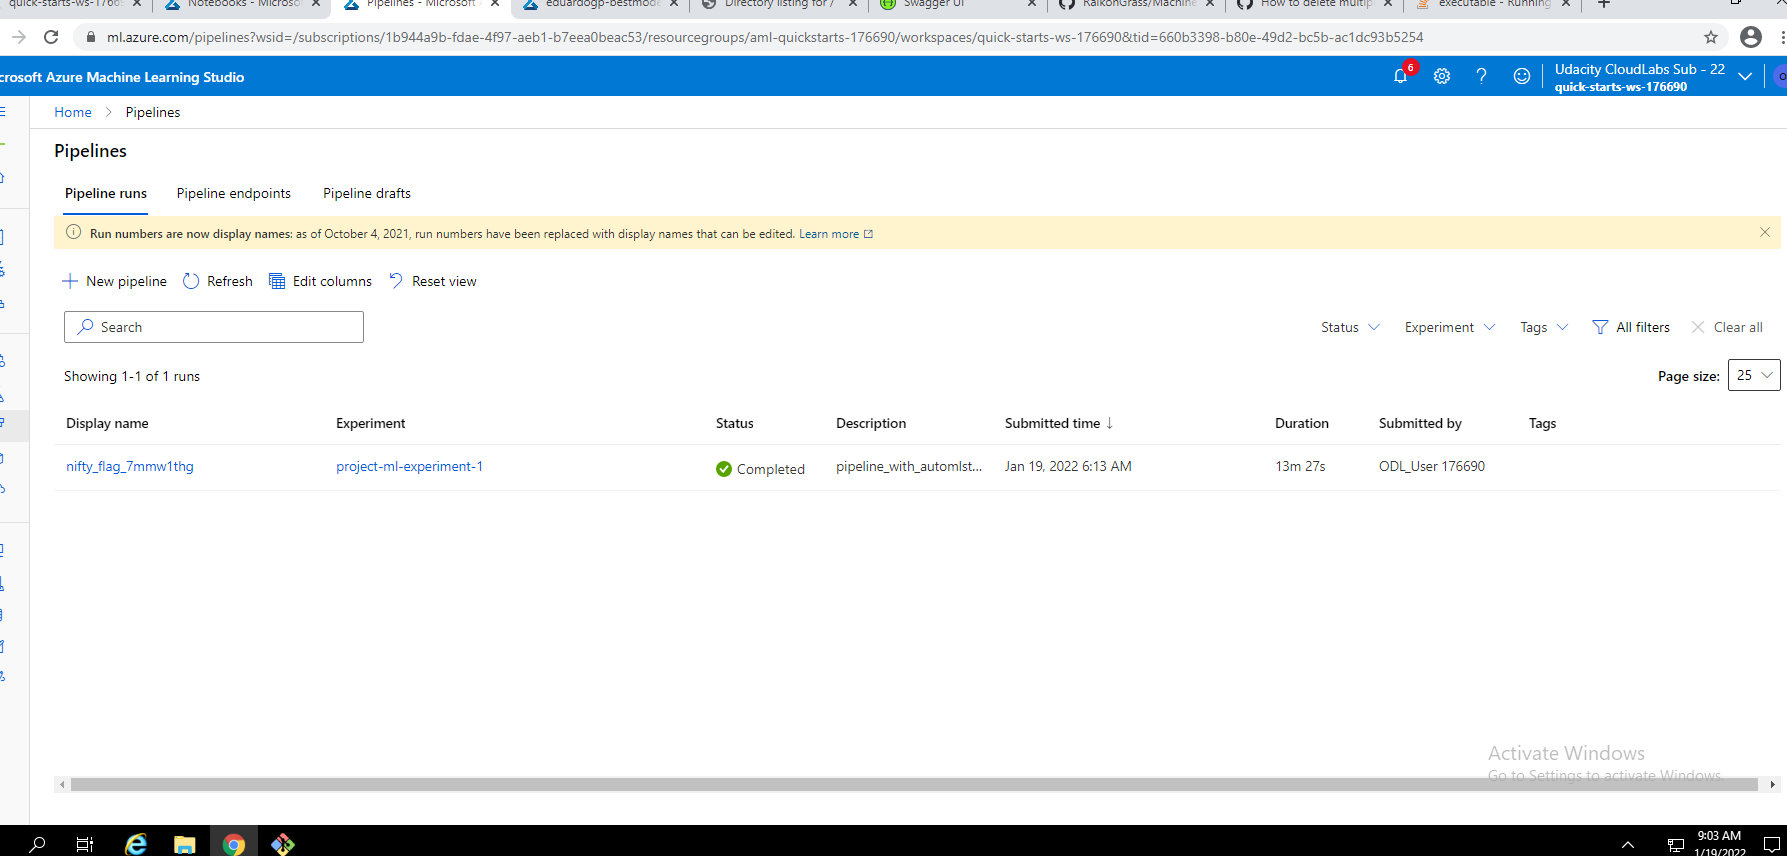 quick-starts-ws-1766
Notebooks - Microsof
Pipelines - Microsoft A
eduardogp-bestmode
Directory listing for /
Swagger UI
RaikonGrass/Machine
How to delete multip
executable - Running
ml.azure.com/pipelines?wsid=/subscriptions/1b944a9b-fdae-4f97-aeb1-b7eea0beac53/resourcegroups/aml-quickstarts-176690/workspaces/quick-starts-ws-176690&tid=660b3398-b80e-49d2-bc5b-ac1dc93b5254
crosoft Azure Machine Learning Studio
6
Udacity CloudLabs Sub - 22
quick-starts-ws-176690
Home > Pipelines
Pipelines
Pipeline runs Pipeline endpoints Pipeline drafts
Run numbers are now display names: as of October 4, 2021, run numbers have been replaced with display names that can be edited. Learn more
New pipeline Refresh Edit columns Reset view
Search
Status Experiment Tags All filters Clear all
Showing 1-1 of 1 runs
Page size: 25
Display name Experiment Status Description Submitted time ↓ Duration Submitted by Tags
nifty_flag_7mmw1thg project-ml-experiment-1 Completed pipeline_with_automlst... Jan 19, 2022 6:13 AM 13m 27s ODL_User 176690
Activate Windows
Go to Settings to activate Windows.
9:03 AM
1/19/2022